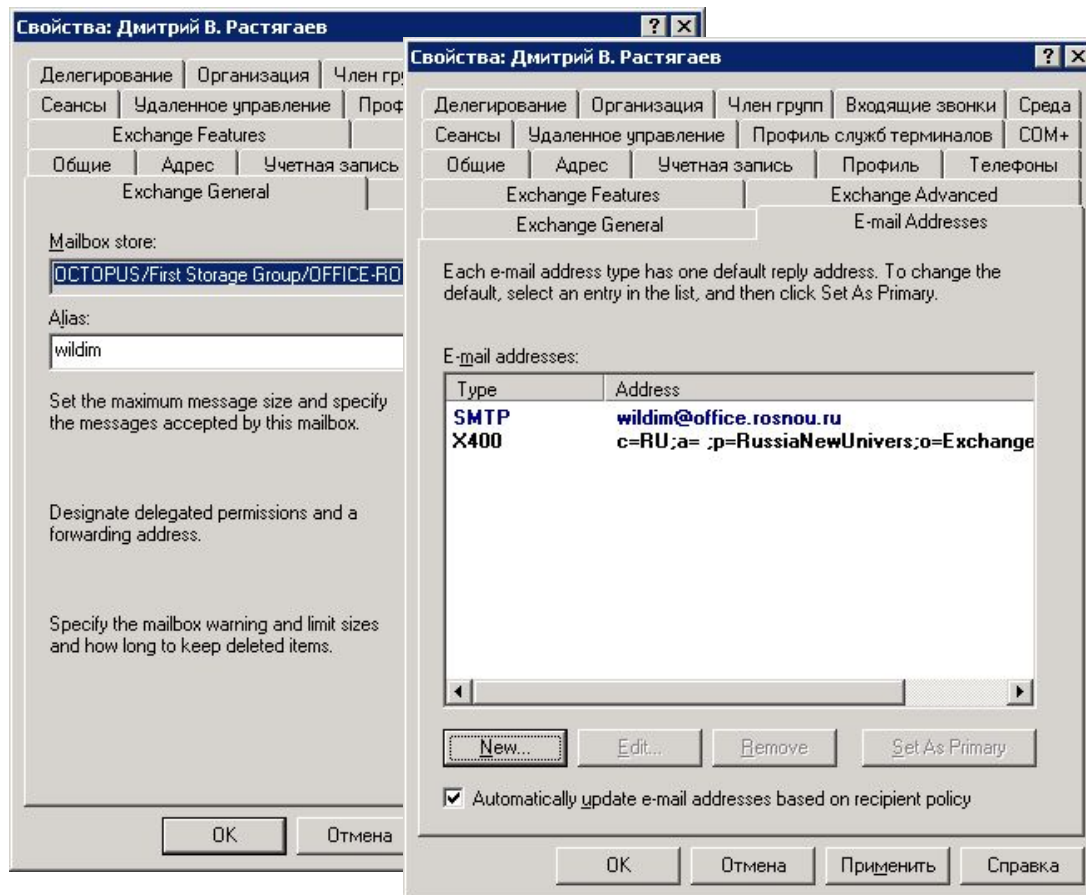 Свойства: Дмитрий В. Растягаев
Делегирование Организация Член гру
Сеансы Удаленное управление Проф
Exchange Features
Общие Адрес Учетная запись
Exchange General
Mailbox store:
OCTOPUS/First Storage Group/OFFICE-RO
Alias:
wildim
Set the maximum message size and specify
the messages accepted by this mailbox.
Designate delegated permissions and a
forwarding address.
Specify the mailbox warning and limit sizes
and how long to keep deleted items.
OK Отмена
Свойства: Дмитрий В. Растягаев
Делегирование Организация Член групп Входящие звонки Среда
Сеансы Удаленное управление Профиль служб терминалов COM+
Общие Адрес Учетная запись Профиль Телефоны
Exchange Features Exchange Advanced
Exchange General E-mail Addresses
Each e-mail address type has one default reply address. To change the
default, select an entry in the list, and then click Set As Primary.
E-mail addresses:
Type Address
SMTP wildim@office.rosnou.ru
X400 c=RU;a= ;p=RussiaNewUnivers;o=Exchange
New... Edit... Remove Set As Primary
Automatically update e-mail addresses based on recipient policy
OK Отмена Применить Справка